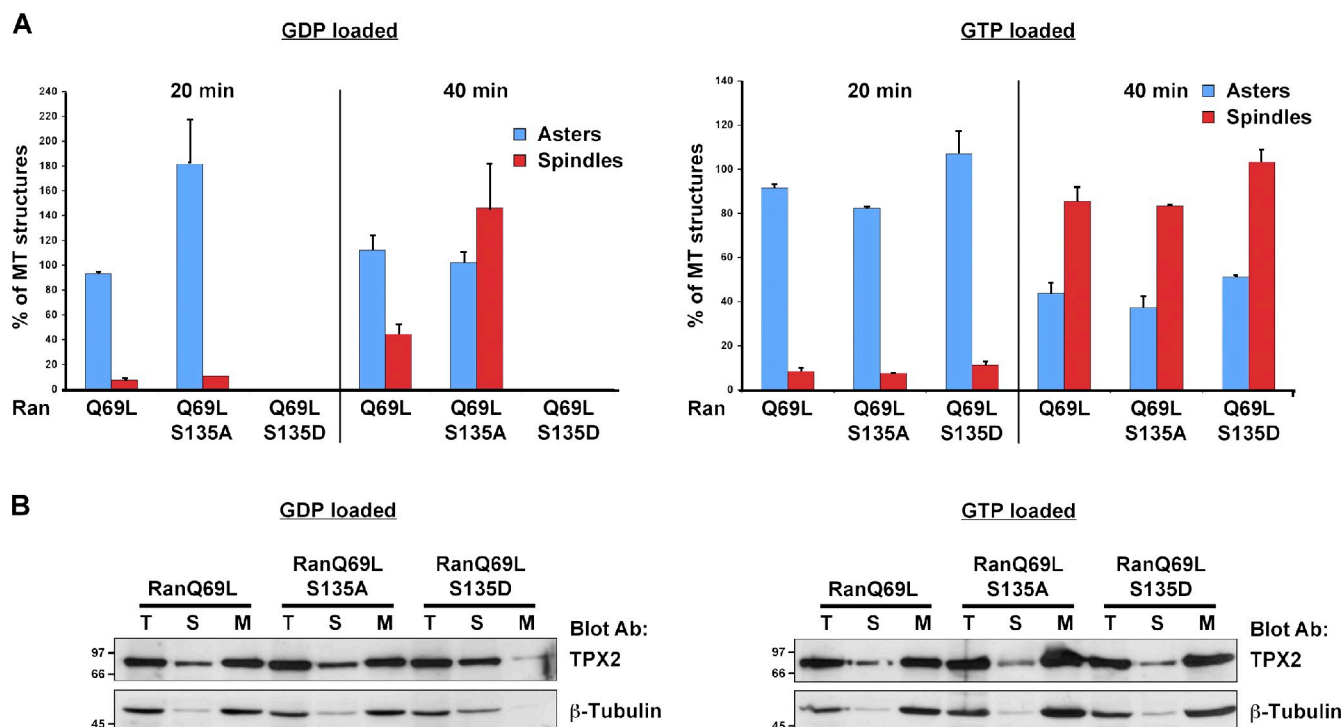 A
GDP loaded
20 min
40 min
Asters
Spindles
% of MT structures
240
220
200
180
160
140
120
100
80
60
40
20
0
Ran
Q69L
Q69L
S135A
Q69L
S135D
Q69L
Q69L
S135A
Q69L
S135D
GTP loaded
20 min
40 min
Asters
Spindles
% of MT structures
140
120
100
80
60
40
20
0
Ran
Q69L
Q69L
S135A
Q69L
S135D
Q69L
Q69L
S135A
Q69L
S135D
B
GDP loaded
RanQ69L
RanQ69L
S135A
RanQ69L
S135D
T S M T S M T S M
Blot Ab:
97
66
TPX2
45
β-Tubulin
GTP loaded
RanQ69L
RanQ69L
S135A
RanQ69L
S135D
T S M T S M T S M
Blot Ab:
97
66
TPX2
45
β-Tubulin